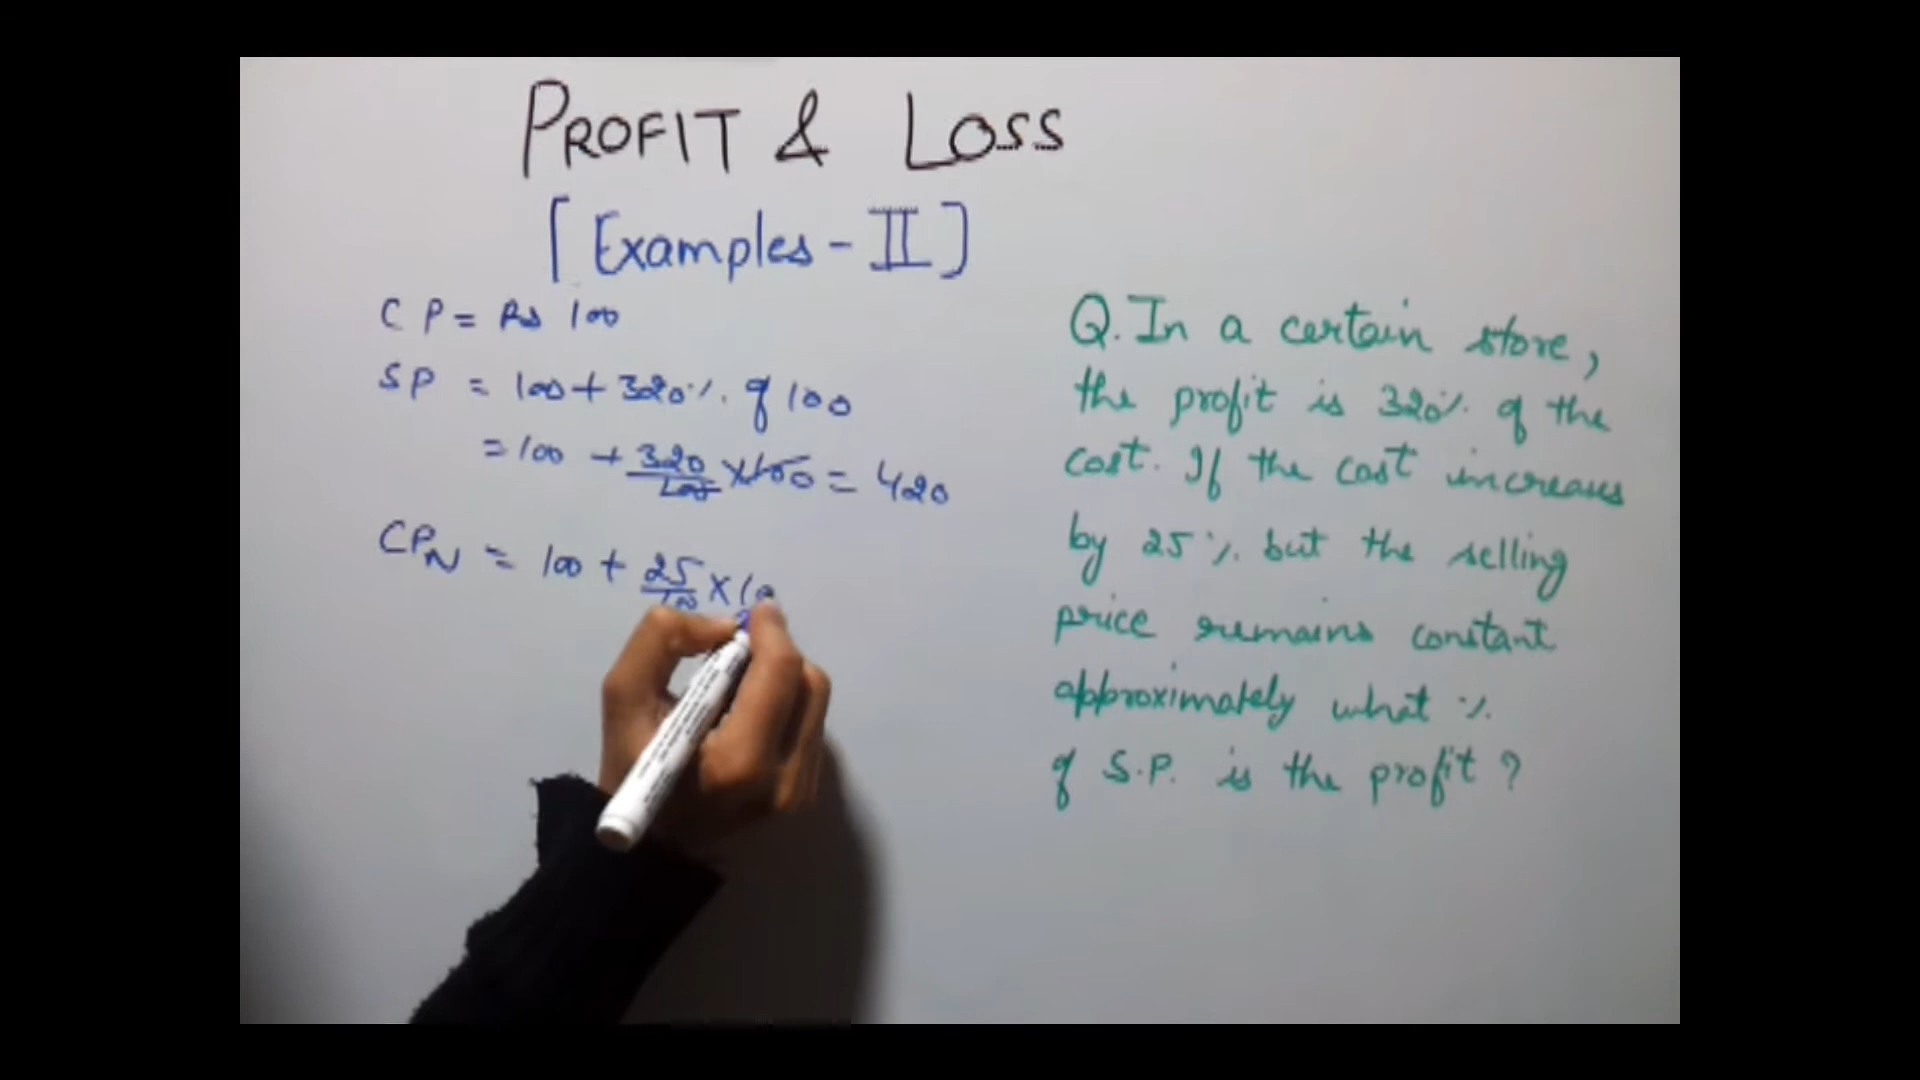 PROFIT & LOSS
[Examples - II]
CP = Rs 100
SP = 100 + 320% of 100
= 100 + 320/100 × 100 = 420
CPN = 100 + 25/100 × 10
Q. In a certain store,
the profit is 320% of the
cost. If the cost increases
by 25% but the selling
price remains constant
approximately what %
of S.P. is the profit?